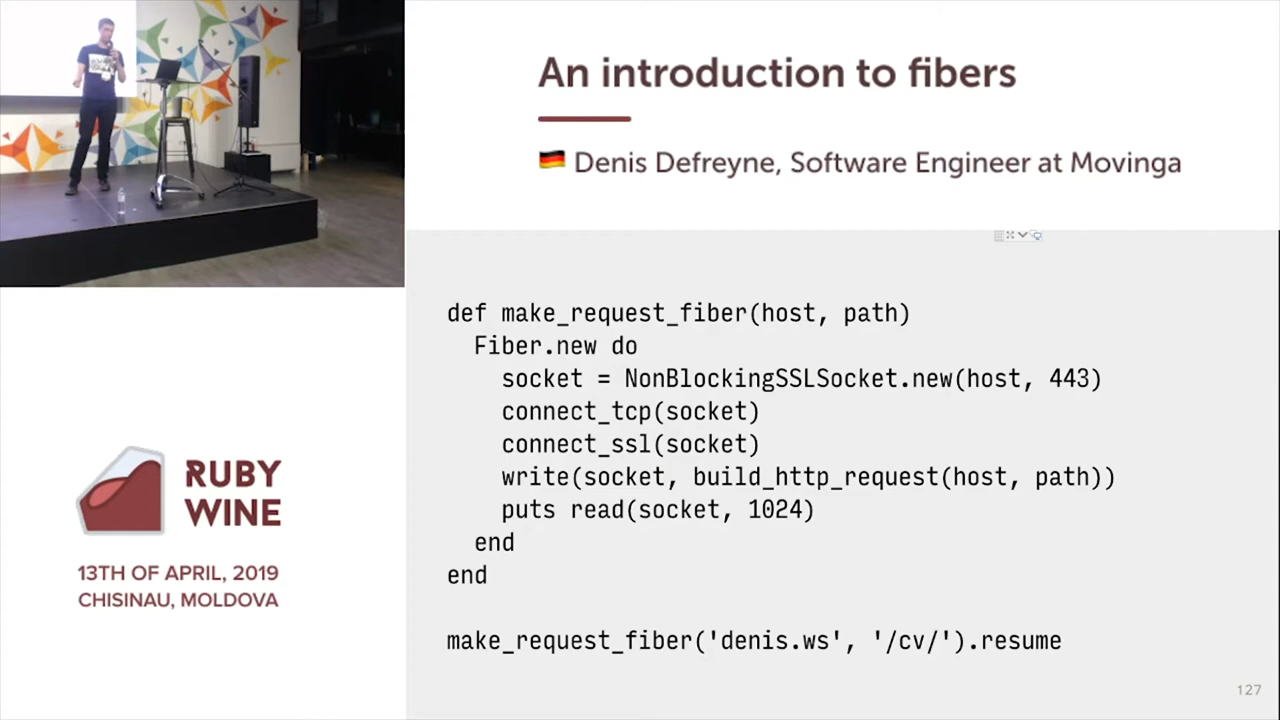 An introduction to fibers
🇩🇪 Denis Defreyne, Software Engineer at Movinga
def make_request_fiber(host, path)
  Fiber.new do
    socket = NonBlockingSSLSocket.new(host, 443)
    connect_tcp(socket)
    connect_ssl(socket)
    write(socket, build_http_request(host, path))
    puts read(socket, 1024)
  end
end
make_request_fiber('denis.ws', '/cv/').resume
127
RUBY
WINE
13TH OF APRIL, 2019
CHISINAU, MOLDOVA